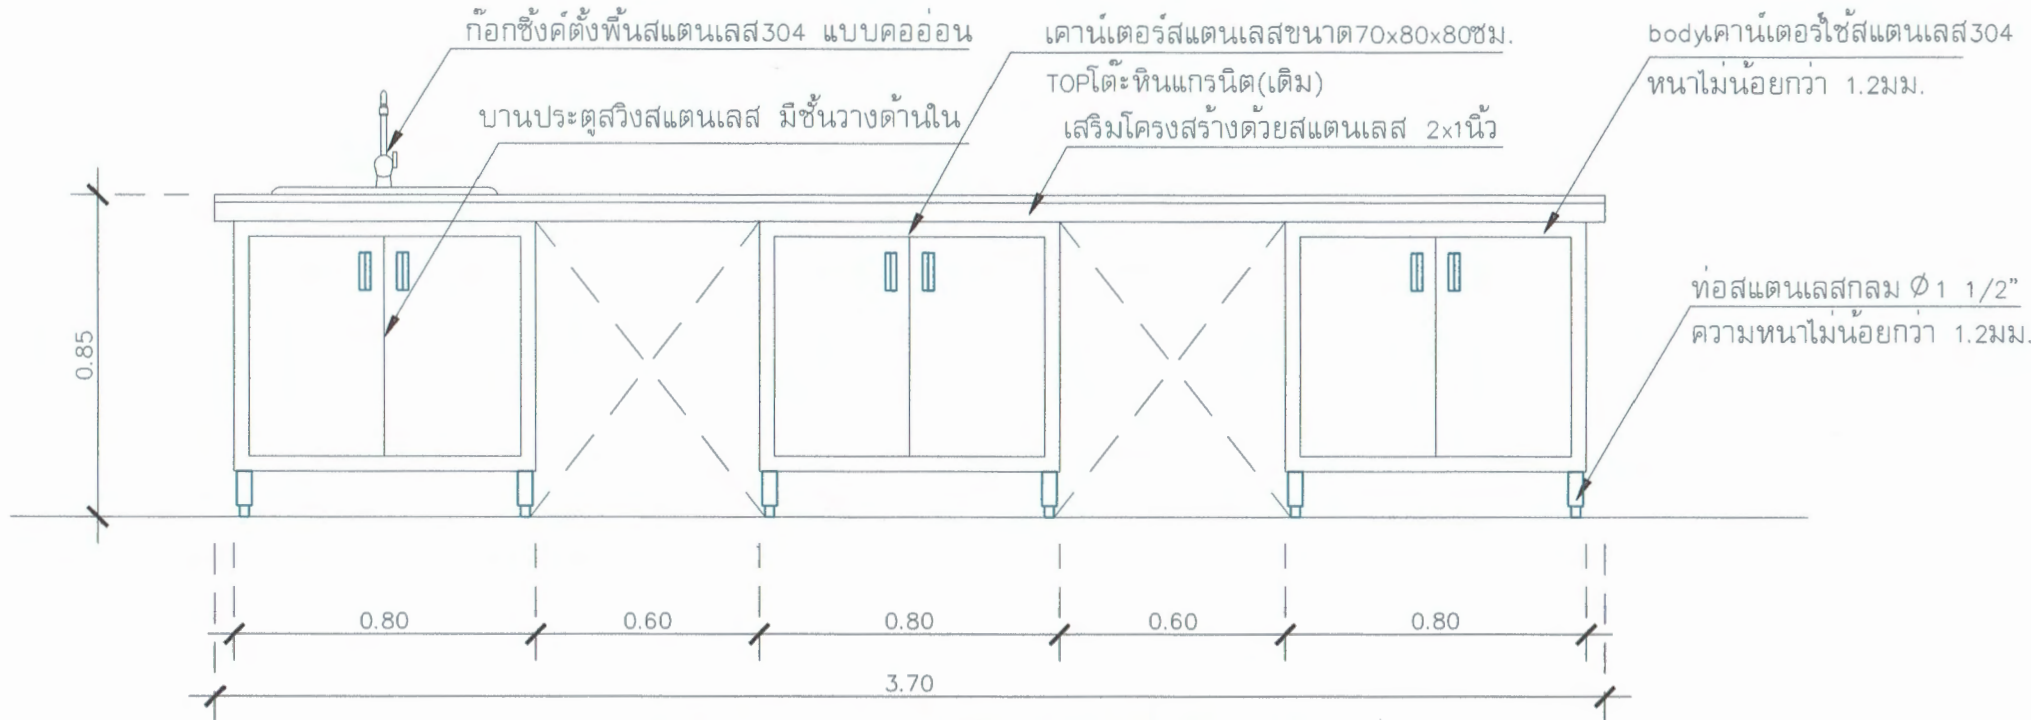 ก๊อกซิ้งค์ตั้งพื้นสแตนเลส304 แบบคออ่อน
บานประตูสวิงสแตนเลส มีชั้นวางด้านใน
เคาน์เตอร์สแตนเลสขนาด70x80x80ซม.
TOPโต๊ะหินแกรนิต(เดิม)
เสริมโครงสร้างด้วยสแตนเลส 2x1นิ้ว
bodyเคาน์เตอร์ใช้สแตนเลส304
หนาไม่น้อยกว่า 1.2มม.
ท่อสแตนเลสกลม Ø1 1/2"
ความหนาไม่น้อยกว่า 1.2มม.
0.85
0.80 0.60 0.80 0.60 0.80
3.70